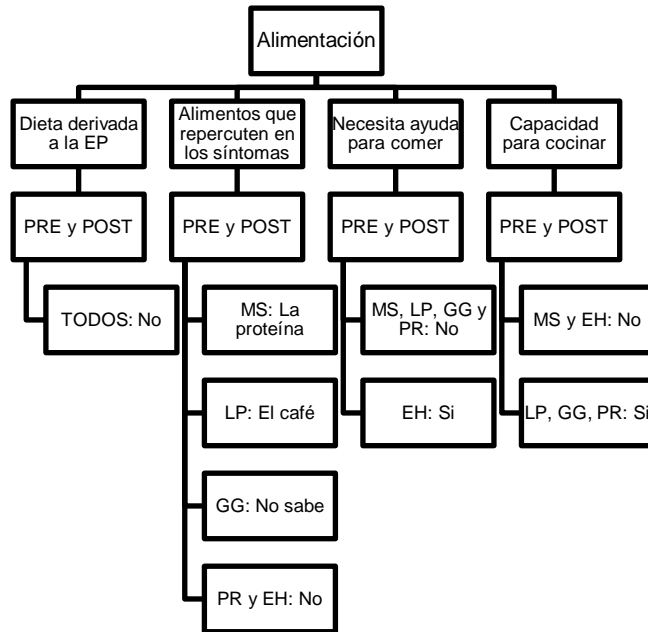 Alimentación
Dieta derivada
a la EP
Alimentos que
repercuten en
los síntomas
Necesita ayuda
para comer
Capacidad
para cocinar
PRE y POST
PRE y POST
PRE y POST
PRE y POST
TODOS: No
MS: La
proteína
LP: El café
GG: No sabe
PR y EH: No
MS, LP, GG y
PR: No
EH: Si
MS y EH: No
LP, GG, PR: Si